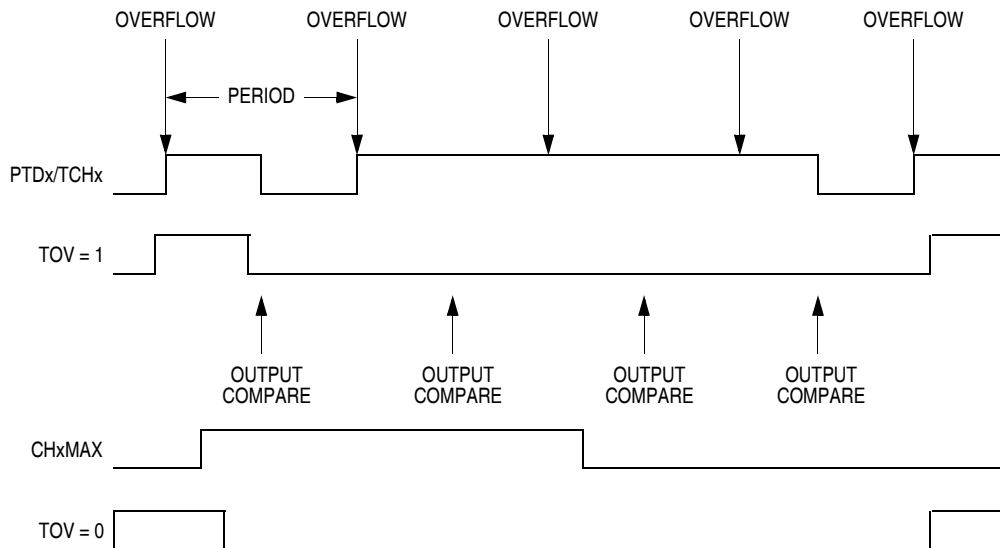 OVERFLOW OVERFLOW OVERFLOW OVERFLOW OVERFLOW
PERIOD
PTDx/TCHx
TOV = 1
OUTPUT COMPARE
OUTPUT COMPARE
OUTPUT COMPARE
OUTPUT COMPARE
CHxMAX
TOV = 0